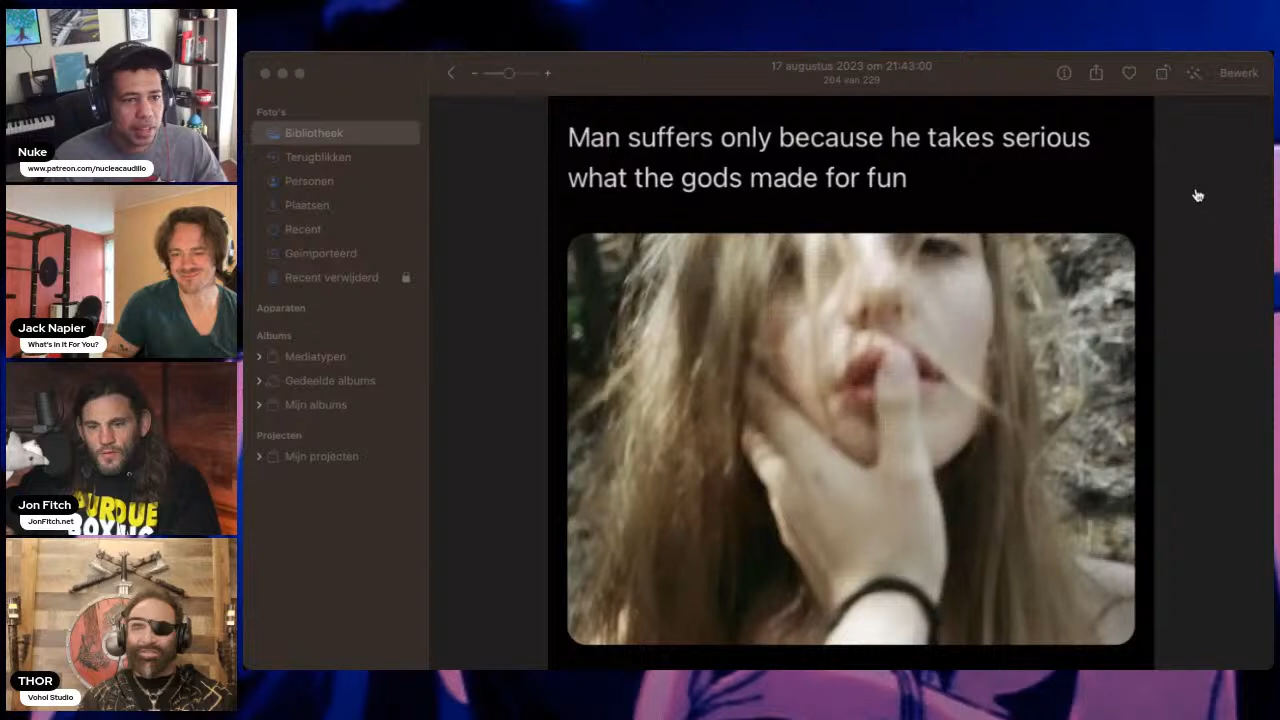 Nuke
www.patreon.com/nucleacaudillo
Jack Napier
What's In It For You?
Jon Fitch
JonFitch.net
PURDUE
BOXING
THOR
Vohol Studio
17 augustus 2023 om 21:43:00
204 van 229
Bewerk
Foto's
Bibliotheek
Terugblikken
Personen
Plaatsen
Recent
Geïmporteerd
Recent verwijderd
Apparaten
Albums
Mediatypen
Gedeelde albums
Mijn albums
Projecten
Mijn projecten
Man suffers only because he takes serious
what the gods made for fun